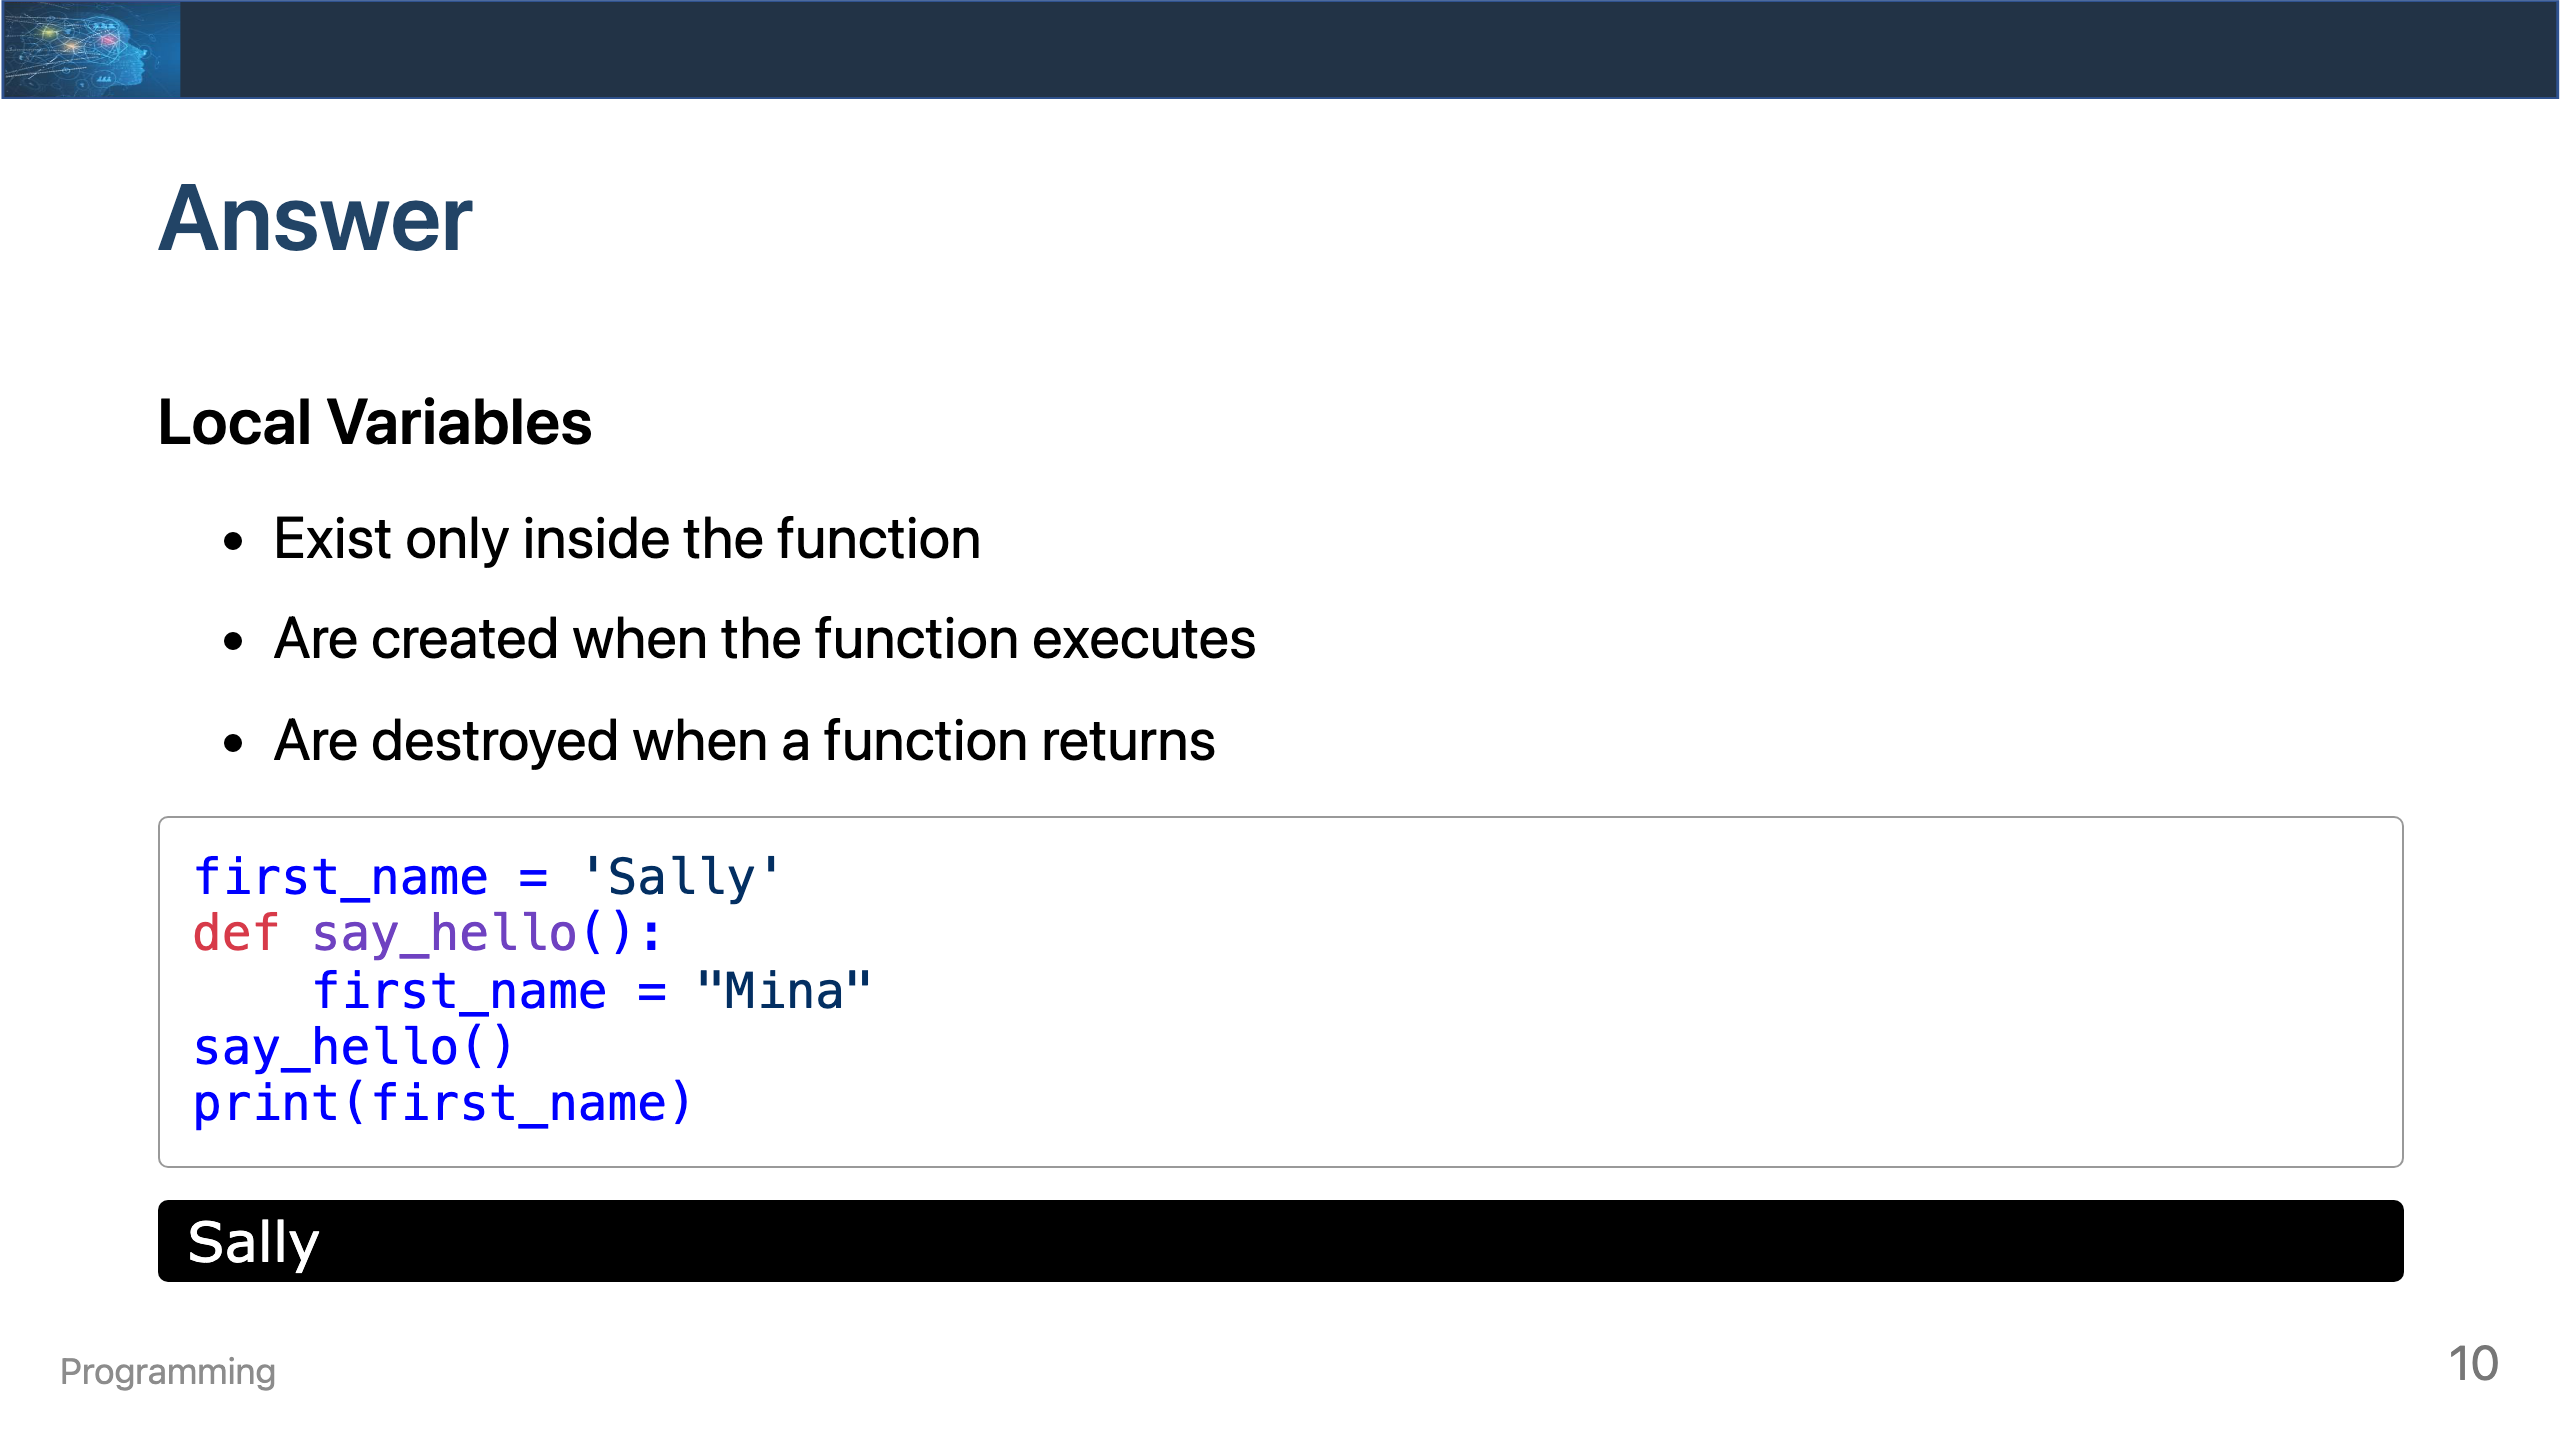 Answer
Local Variables
• Exist only inside the function
• Are created when the function executes
• Are destroyed when a function returns
first_name = 'Sally'
def say_hello():
    first_name = "Mina"
say_hello()
print(first_name)
Sally
Programming
10